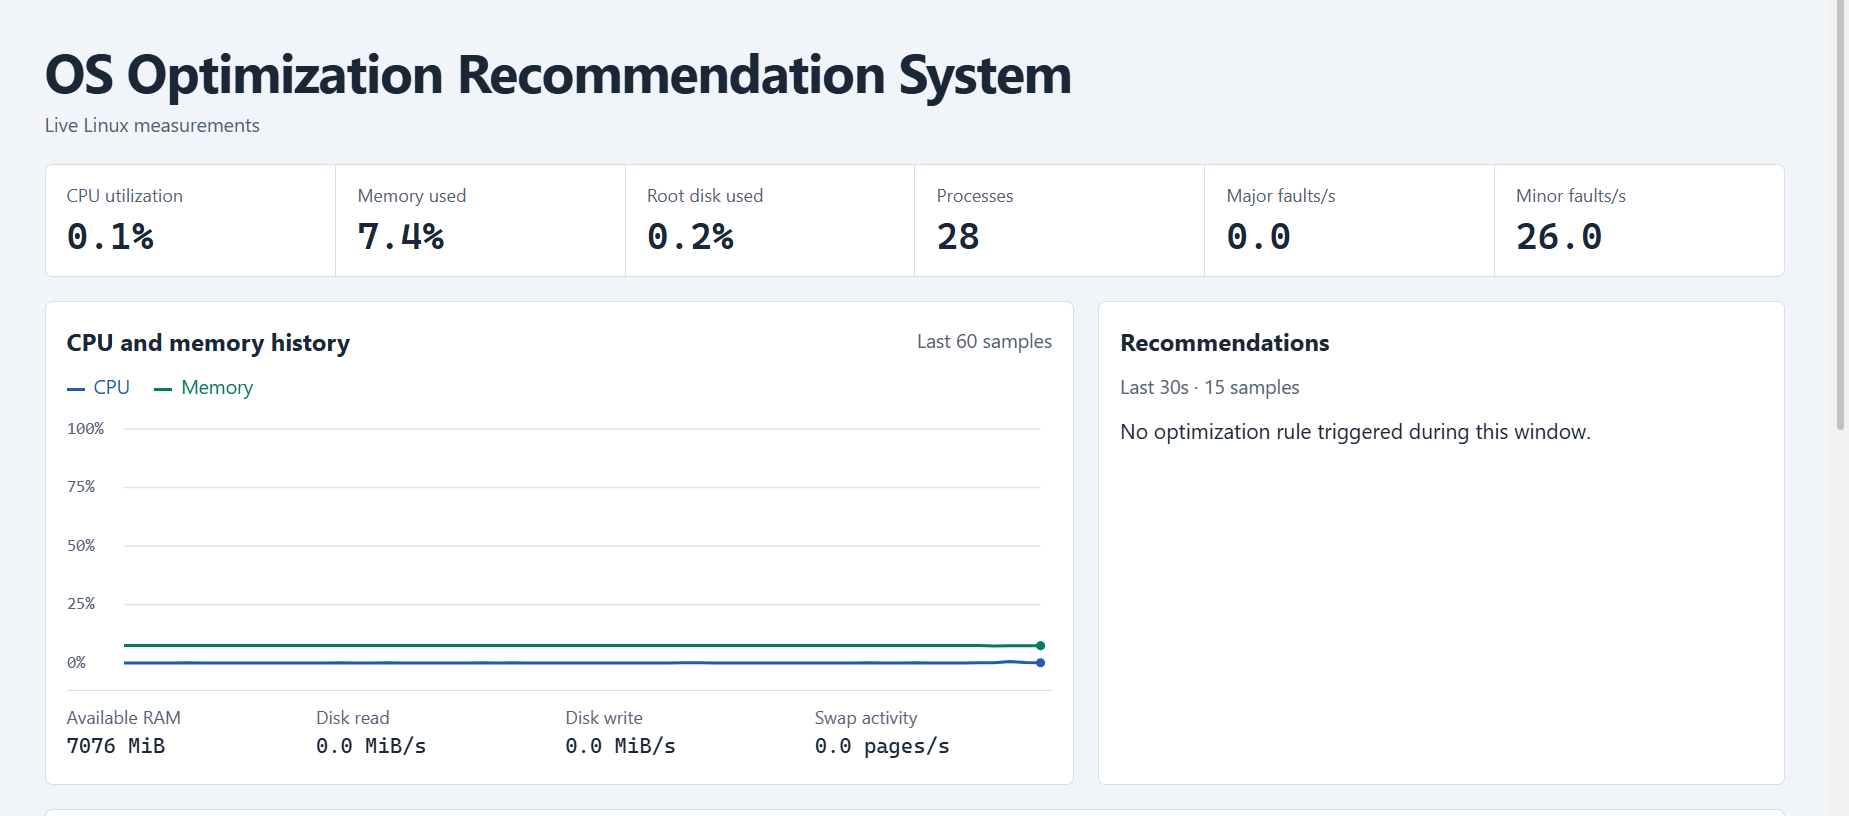 OS Optimization Recommendation System
Live Linux measurements
CPU utilization
0.1%
Memory used
7.4%
Root disk used
0.2%
Processes
28
Major faults/s
0.0
Minor faults/s
26.0
CPU and memory history
Last 60 samples
CPU
Memory
100%
75%
50%
25%
0%
Available RAM
7076 MiB
Disk read
0.0 MiB/s
Disk write
0.0 MiB/s
Swap activity
0.0 pages/s
Recommendations
Last 30s · 15 samples
No optimization rule triggered during this window.